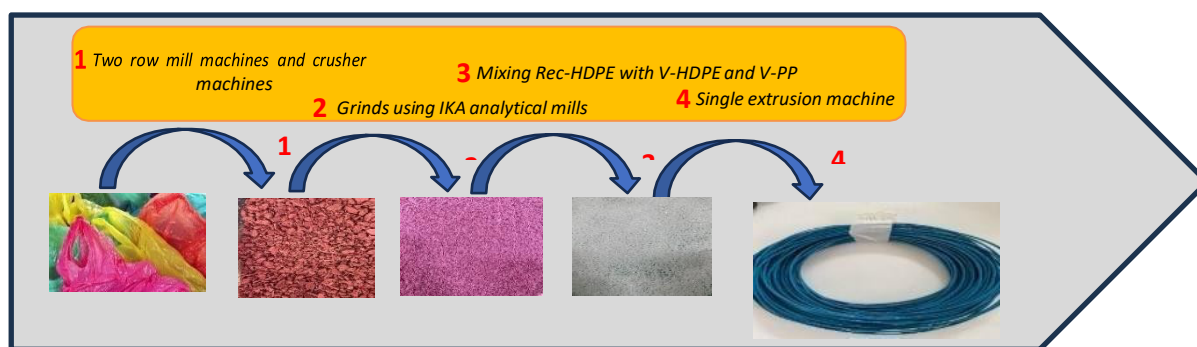 1 Two row mill machines and crusher
machines
3 Mixing Rec-HDPE with V-HDPE and V-PP
2 Grinds using IKA analytical mills
4 Single extrusion machine
1
4